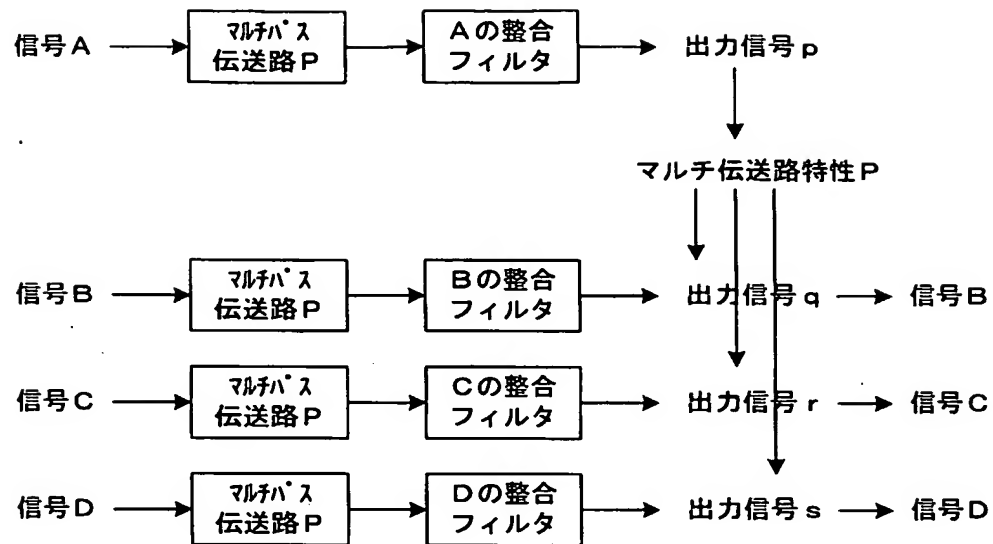 信号A
ﾏﾙﾁﾊﾟｽ
伝送路P
Aの整合
フィルタ
出力信号p
マルチ伝送路特性P
信号B
ﾏﾙﾁﾊﾟｽ
伝送路P
Bの整合
フィルタ
出力信号q
信号B
信号C
ﾏﾙﾁﾊﾟｽ
伝送路P
Cの整合
フィルタ
出力信号r
信号C
信号D
ﾏﾙﾁﾊﾟｽ
伝送路P
Dの整合
フィルタ
出力信号s
信号D